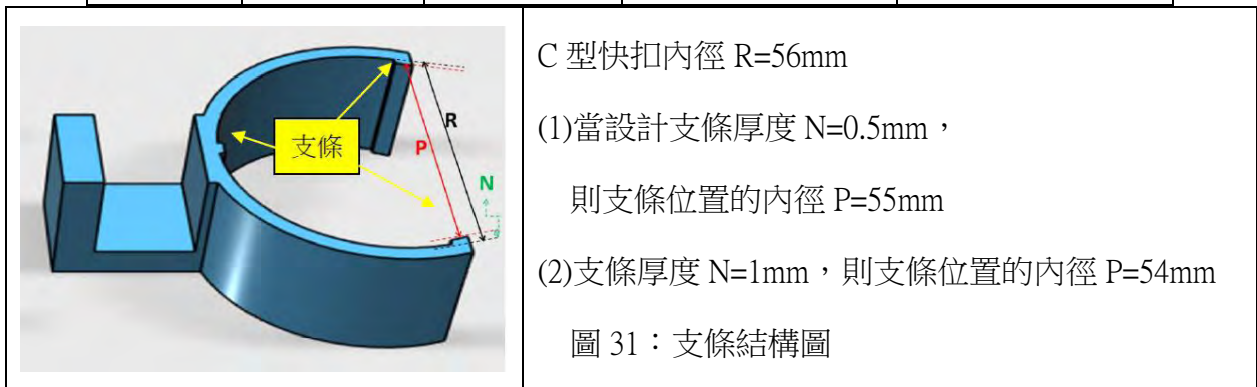 C 型快扣內徑 R=56mm
(1)當設計支條厚度 N=0.5mm，
則支條位置的內徑 P=55mm
(2)支條厚度 N=1mm，則支條位置的內徑 P=54mm
圖 31：支條結構圖
支條
R
P
N